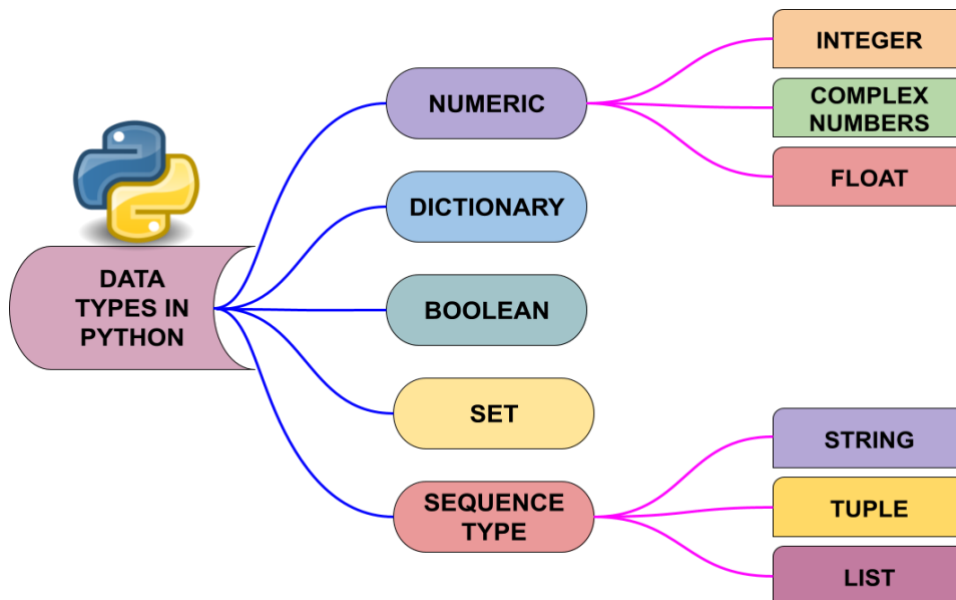 DATA
TYPES IN
PYTHON
NUMERIC
DICTIONARY
BOOLEAN
SET
SEQUENCE
TYPE
INTEGER
COMPLEX
NUMBERS
FLOAT
STRING
TUPLE
LIST